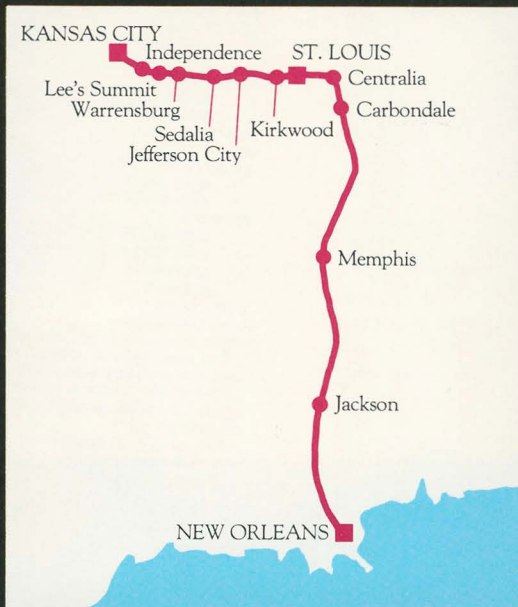 KANSAS CITY
Independence
ST. LOUIS
Centralia
Lee's Summit
Warrensburg
Carbondale
Sedalia
Kirkwood
Jefferson City
Memphis
Jackson
NEW ORLEANS